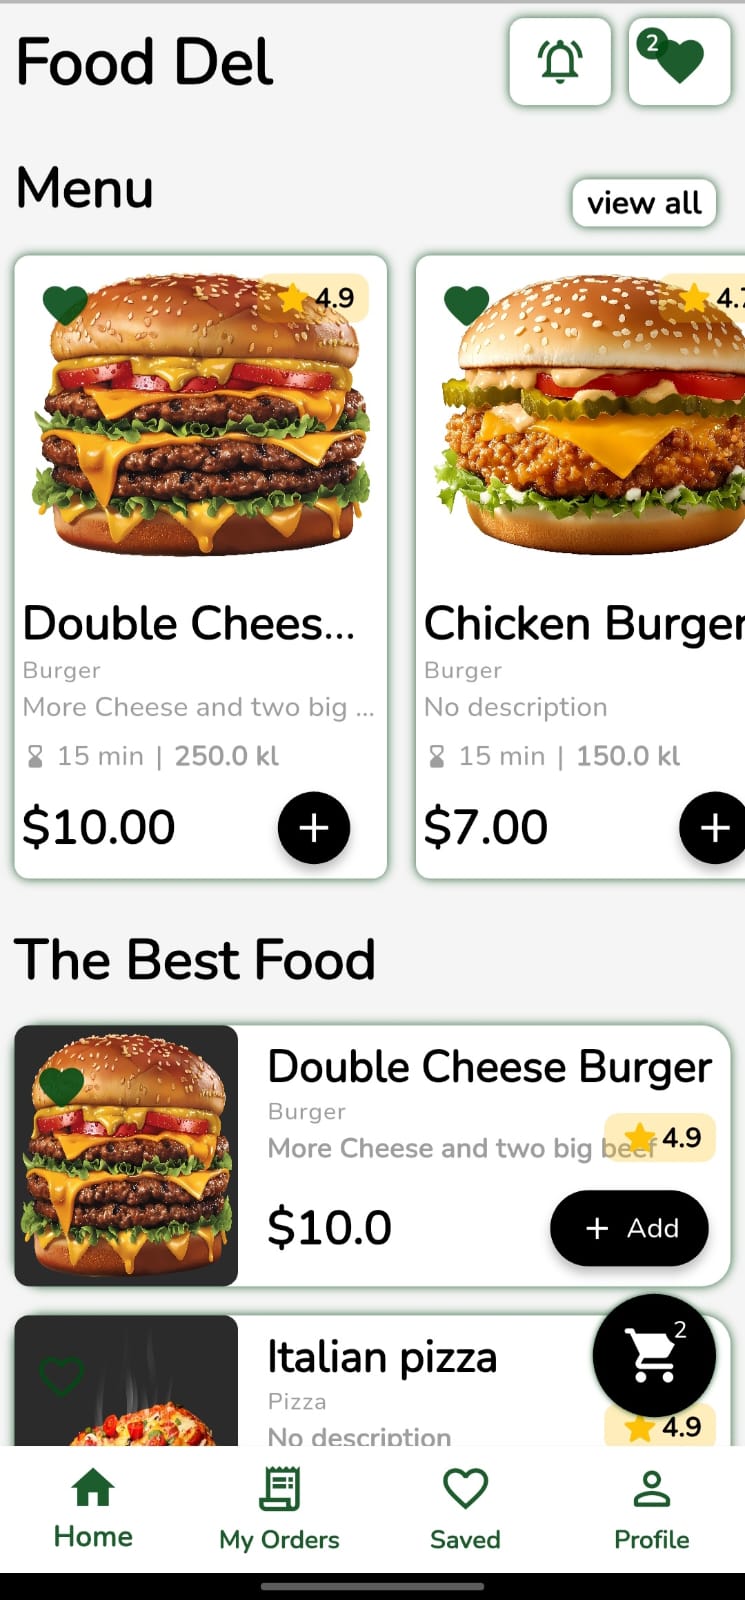 Food Del
2
Menu
view all
4.9
4.7
Double Chees...
Chicken Burger
Burger
Burger
More Cheese and two big ...
No description
15 min | 250.0 kl
15 min | 150.0 kl
$10.00
+
$7.00
+
The Best Food
Double Cheese Burger
Burger
More Cheese and two big beef
4.9
$10.0
+ Add
Italian pizza
2
Pizza
No description
4.9
Home
My Orders
Saved
Profile